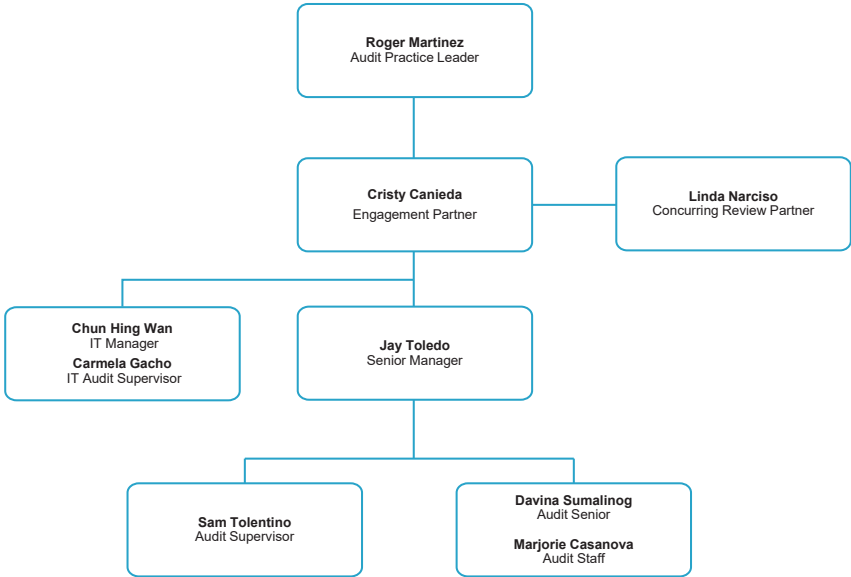 Roger Martinez
Audit Practice Leader
Cristy Canieda
Engagement Partner
Linda Narciso
Concurring Review Partner
Chun Hing Wan
IT Manager
Carmela Gacho
IT Audit Supervisor
Jay Toledo
Senior Manager
Sam Tolentino
Audit Supervisor
Davina Sumalinog
Audit Senior
Marjorie Casanova
Audit Staff